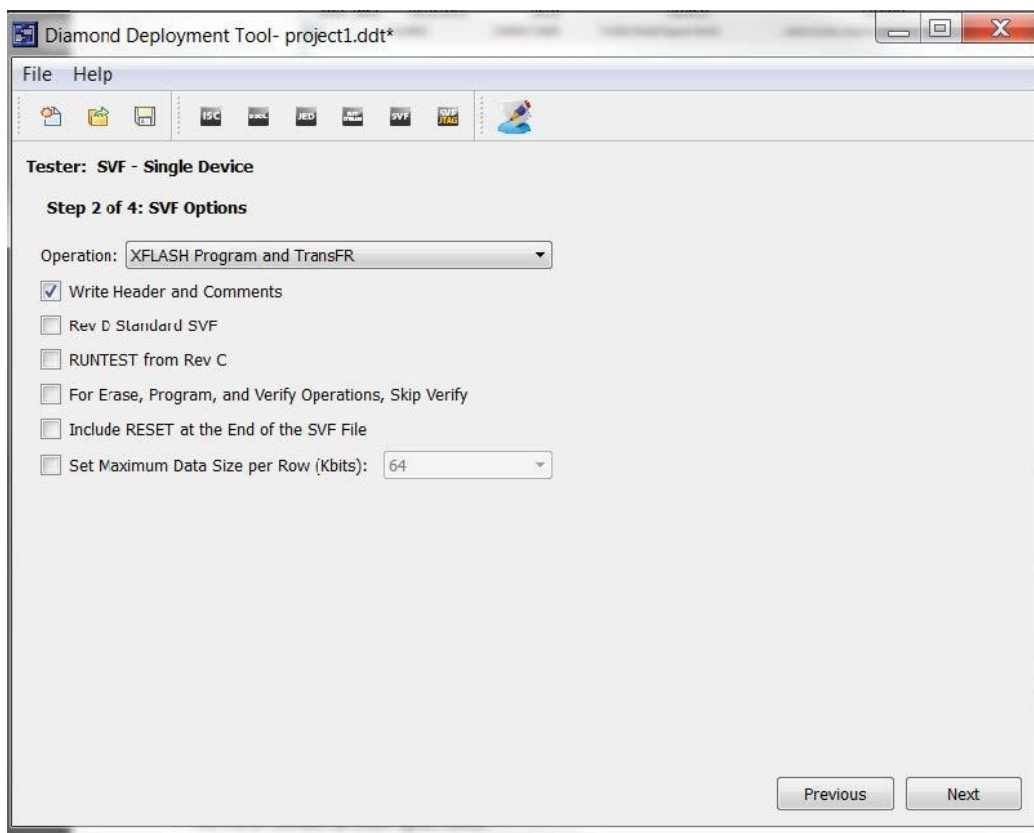 Diamond Deployment Tool- project1.ddt*
File Help
ISC JED SVF SVF JTAG
Tester: SVF - Single Device
Step 2 of 4: SVF Options
Operation: XFLASH Program and TransFR
Write Header and Comments
Rev D Standard SVF
RUNTEST from Rev C
For Erase, Program, and Verify Operations, Skip Verify
Include RESET at the End of the SVF File
Set Maximum Data Size per Row (Kbits): 64
Previous Next